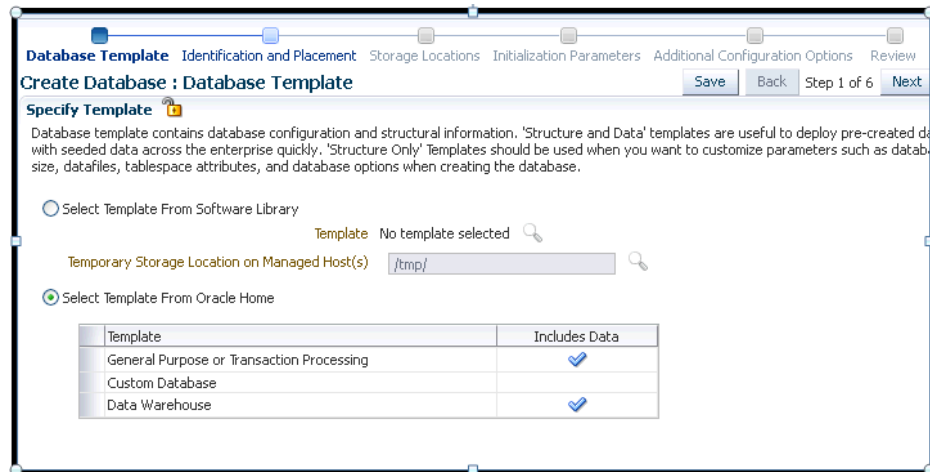 Database Template Identification and Placement Storage Locations Initialization Parameters Additional Configuration Options Review
Create Database : Database Template Save Back Step 1 of 6 Next
Specify Template
Database template contains database configuration and structural information. 'Structure and Data' templates are useful to deploy pre-created
with seeded data across the enterprise quickly. 'Structure Only' Templates should be used when you want to customize parameters such as
size, datafiles, tablespace attributes, and database options when creating the database.
Select Template From Software Library
Template No template selected
Temporary Storage Location on Managed Host(s) /tmp/
Select Template From Oracle Home
Template Includes Data
General Purpose or Transaction Processing
Custom Database
Data Warehouse